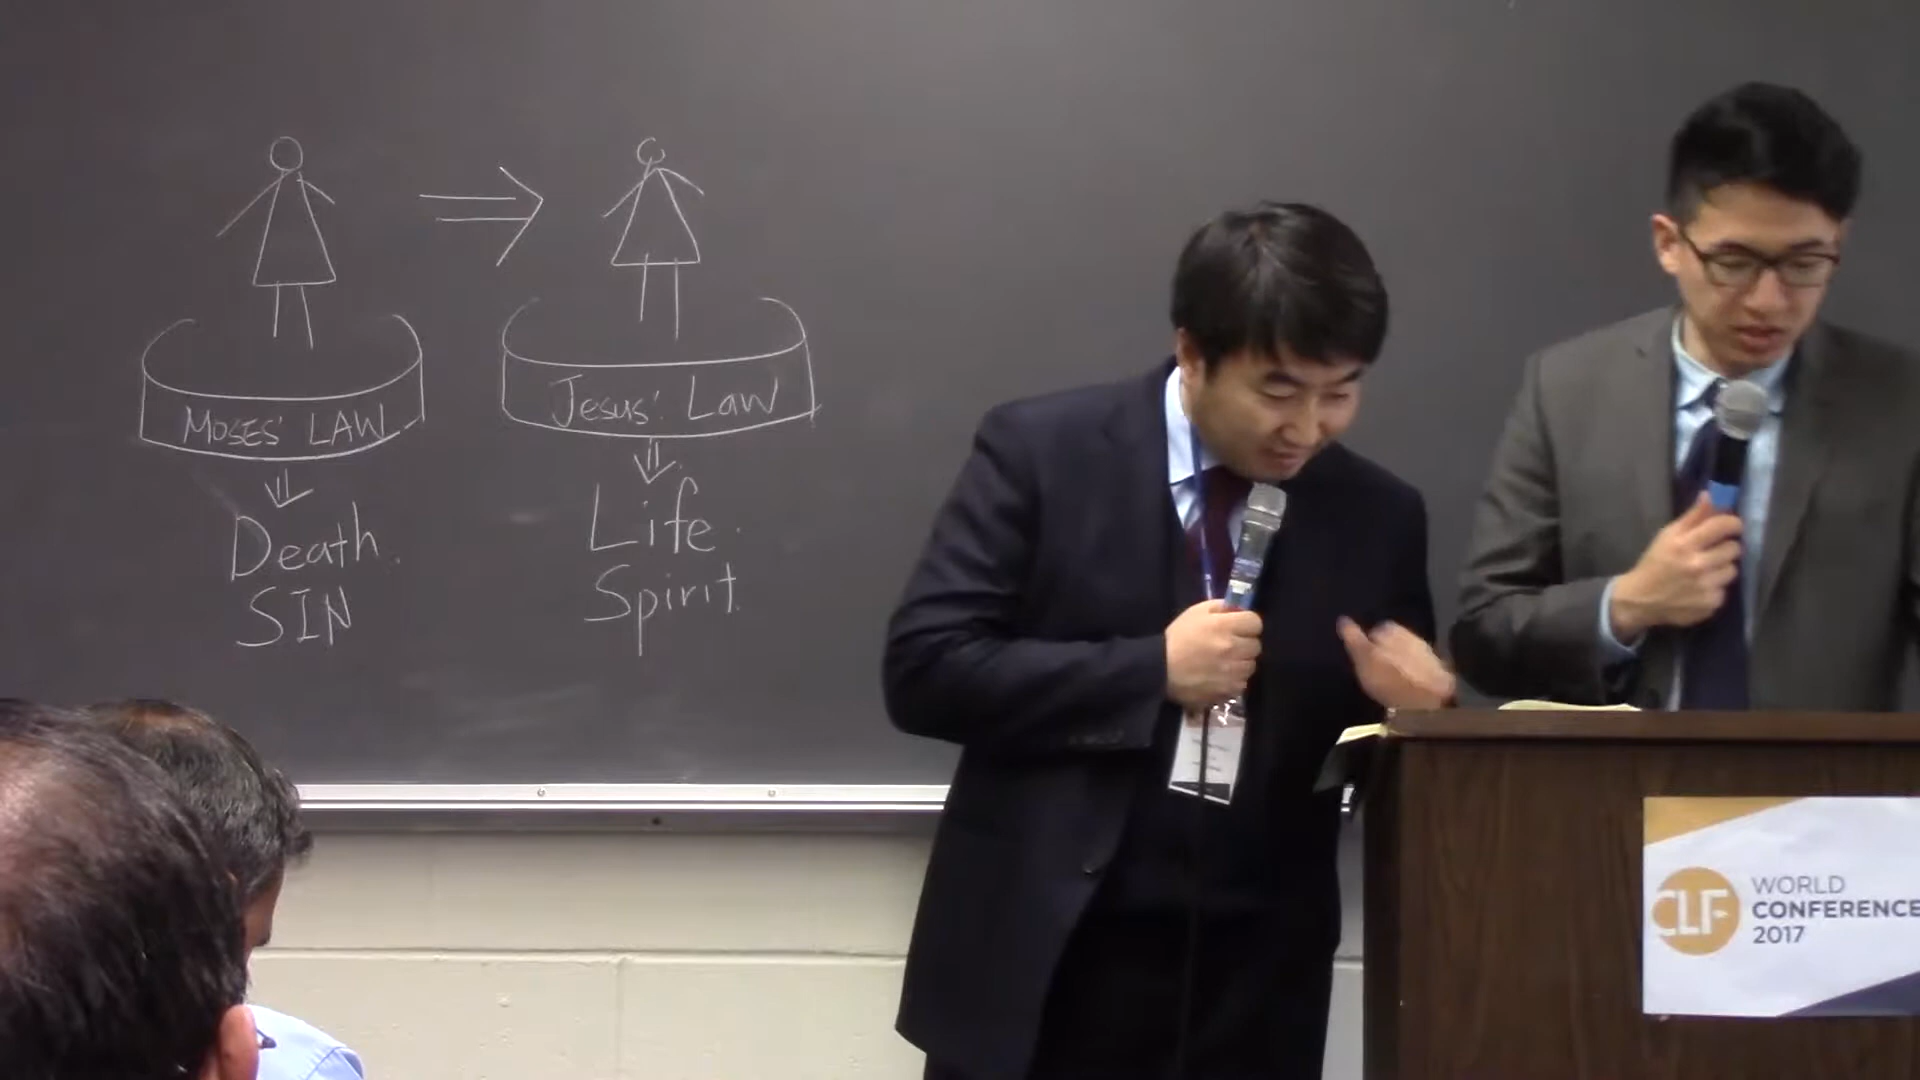 MOSES' LAW
Death.
SIN
Jesus' Law
Life.
Spirit.
CLF
WORLD
CONFERENCE
2017